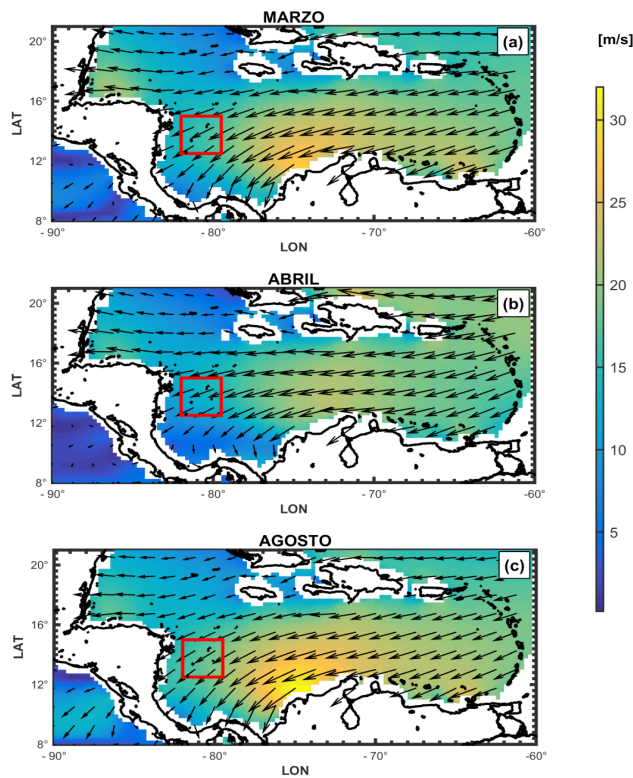 MARZO
[m/s]
(a)
20°
16°
12°
8°
LAT
- 90°
- 80°
- 70°
- 60°
LON
ABRIL
(b)
20°
16°
12°
8°
LAT
- 90°
- 80°
- 70°
- 60°
LON
AGOSTO
(c)
20°
16°
12°
8°
LAT
- 90°
- 80°
- 70°
- 60°
LON
30
25
20
15
10
5